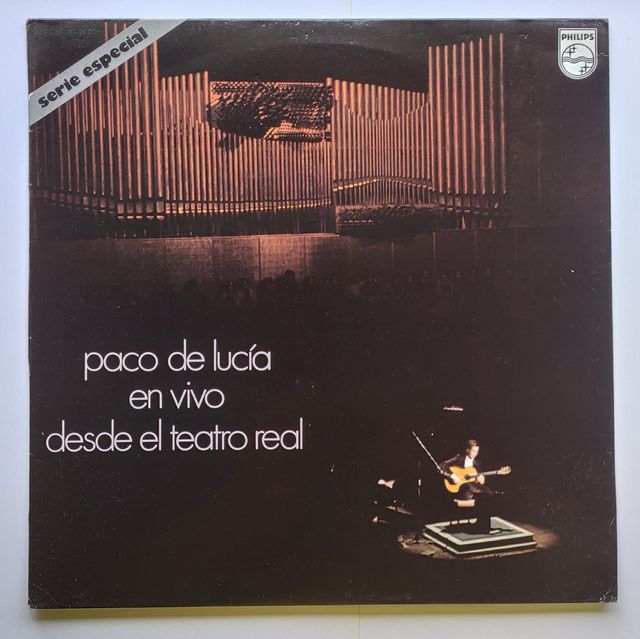 serie especial
PHILIPS
paco de lucía
en vivo
desde el teatro real